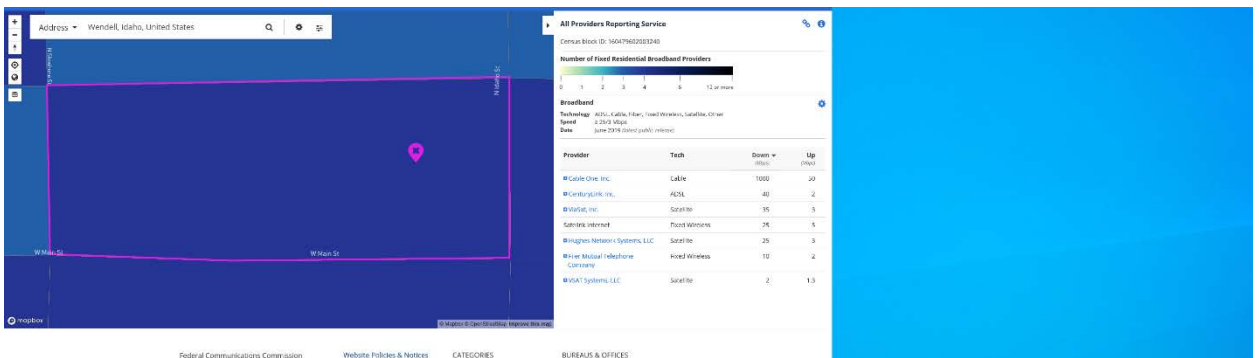 Address
Wendell, Idaho, United States
N Idaho St
W Main St
W Main St
mapbox
© Mapbox © OpenStreetMap Improve this map
All Providers Reporting Service
Census block ID: 160479602003240
Number of Fixed Residential Broadband Providers
0 1 2 3 4 6 12 or more
Broadband
Technology ADSL, Cable, Fiber, Fixed Wireless, Satellite, Other
Speed ≥ 25/3 Mbps
Date June 2019 (latest public release)
Provider Tech Down (Mbps) Up (Mbps)
Cable One, Inc. Cable 1000 50
CenturyLink, Inc. ADSL 40 2
ViaSat, Inc. Satellite 35 3
Safelink Internet Fixed Wireless 25 5
Hughes Network Systems, LLC Satellite 25 3
Filer Mutual Telephone Fixed Wireless 10 2
Company
VSAT Systems, LLC Satellite 2 1.3
Federal Communications Commission
Website Policies & Notices
CATEGORIES
BUREAUS & OFFICES